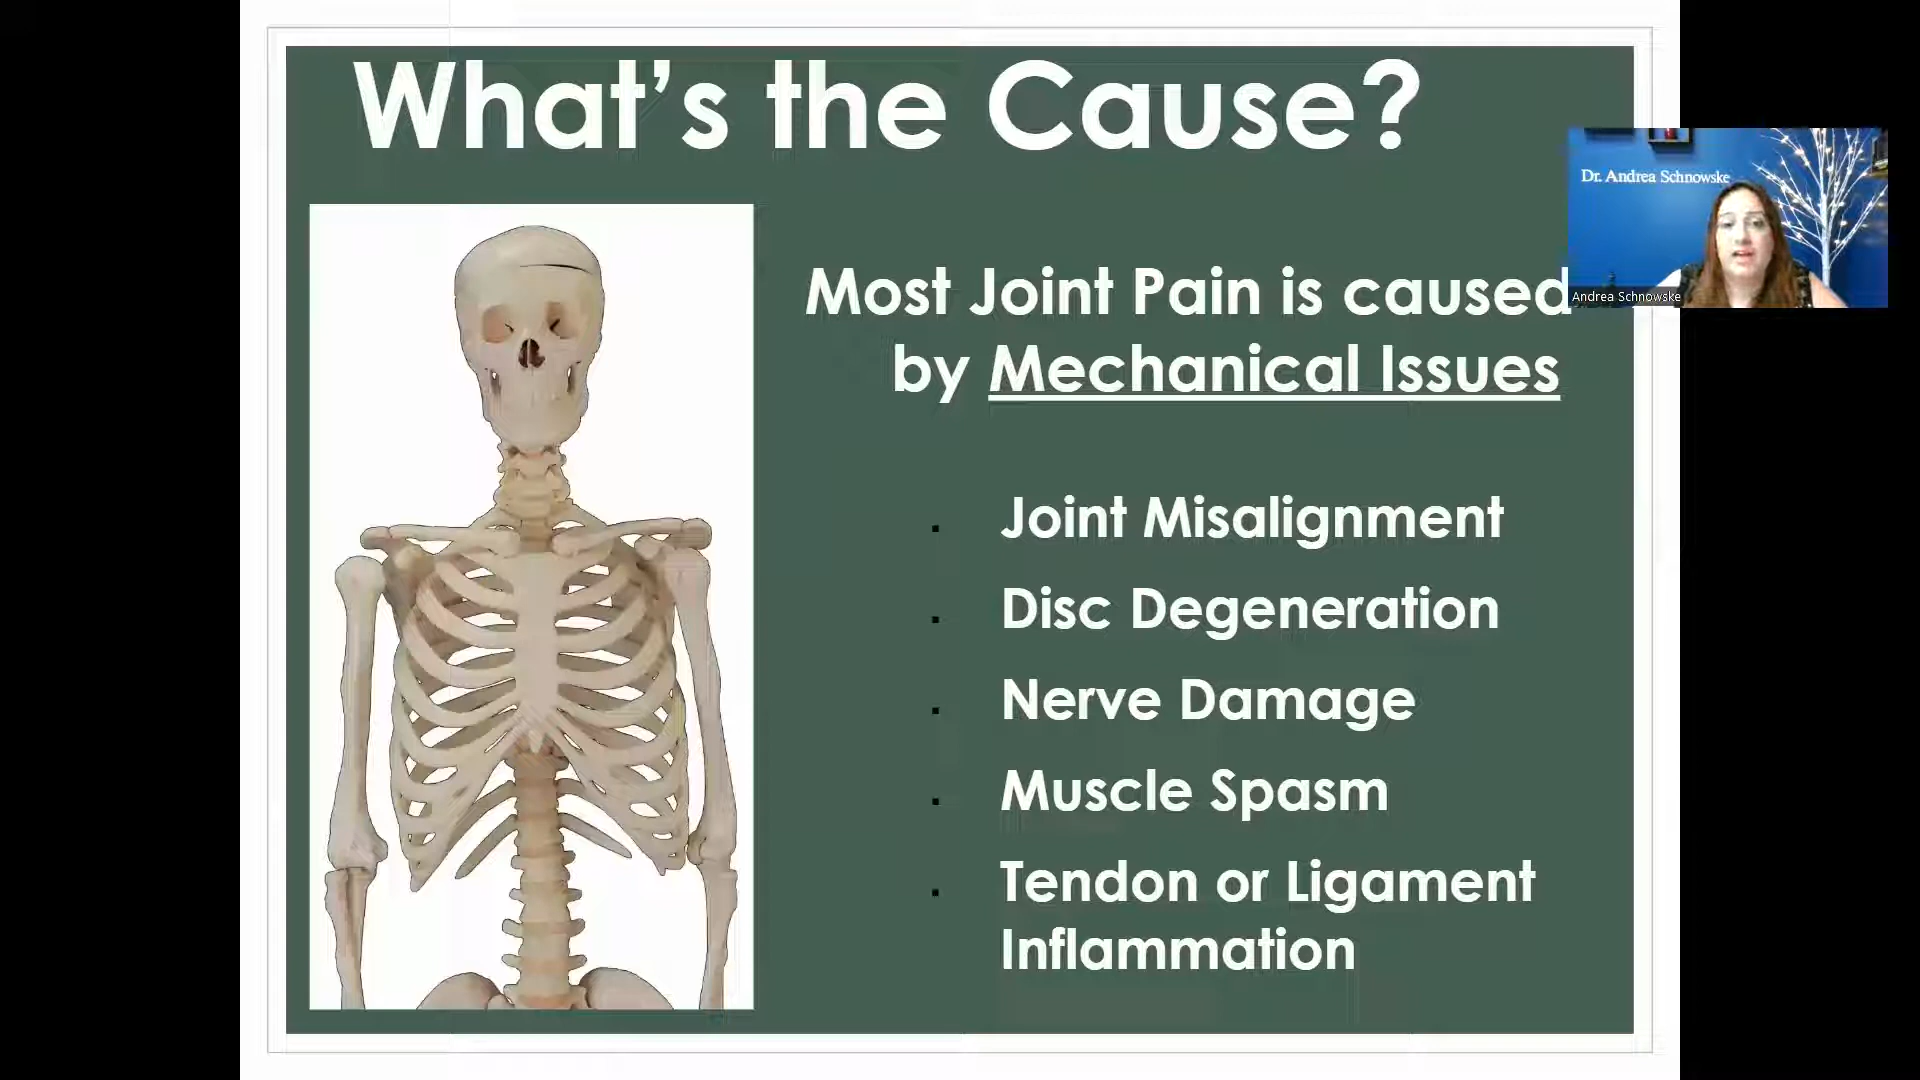 What's the Cause?
Dr. Andrea Schnowske
Andrea Schnowske
Most Joint Pain is caused
by Mechanical Issues
. Joint Misalignment
. Disc Degeneration
. Nerve Damage
. Muscle Spasm
. Tendon or Ligament
Inflammation